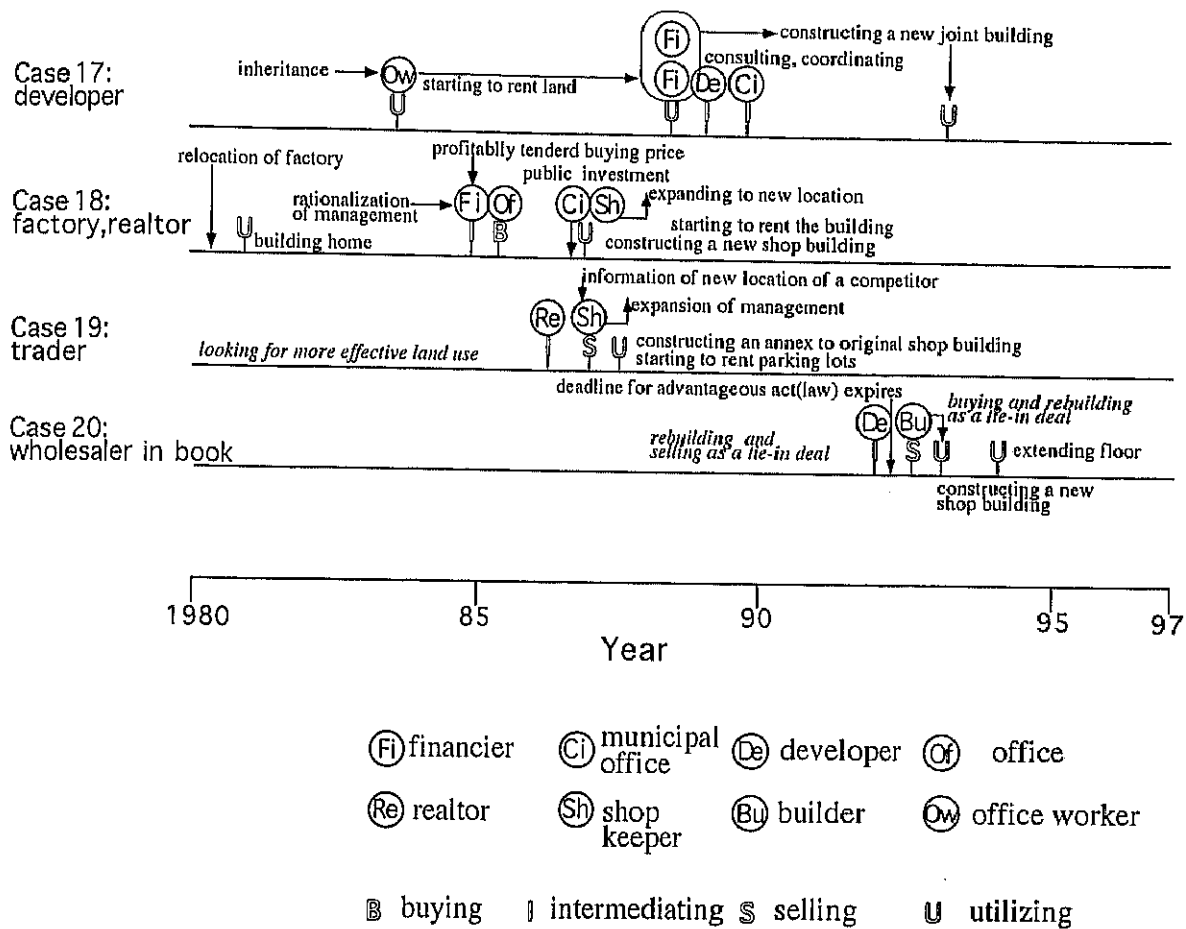 Fi
constructing a new joint building
Case 17:
developer
inheritance
Ow
starting to rent land
Fi
consulting, coordinating
De
Ci
U
U
I
I
U
relocation of factory
profitablly tenderd buying price
public investment
Case 18:
factory,realtor
rationalization
of management
Fi
Of
Ci
Sh
expanding to new location
U
building home
I
B
U
starting to rent the building
constructing a new shop building
information of new location of a competitor
Case 19:
trader
Re
Sh
expansion of management
looking for more effective land use
I
S
U
constructing an annex to original shop building
starting to rent parking lots
deadline for advantageous act(law) expires
Case 20:
wholesaler in book
rebuilding and
selling as a tie-in deal
De
Bu
buying and rebuilding
as a tie-in deal
I
S
U
U
extending floor
constructing a new
shop building
1980
85
90
95
97
Year
Fi financier
Ci municipal office
De developer
Of office
Re realtor
Sh shop keeper
Bu builder
Ow office worker
B buying
I intermediating
S selling
U utilizing